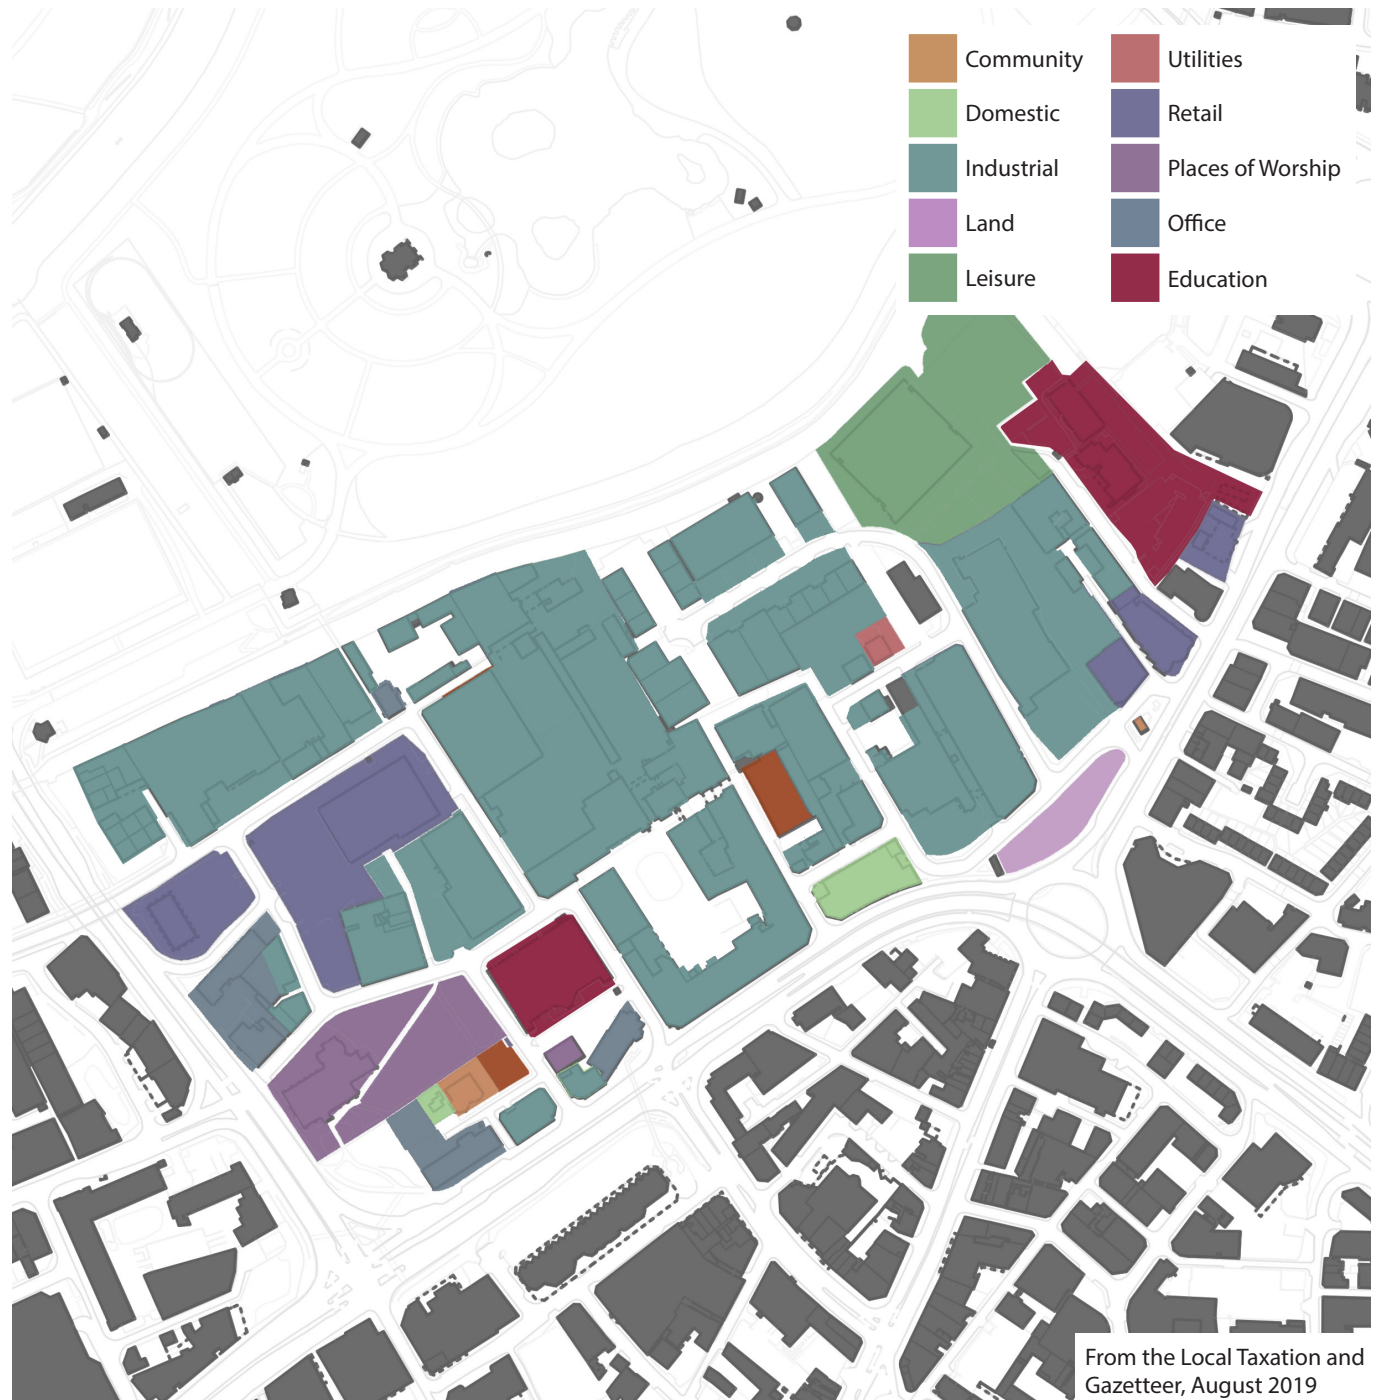 Community
Domestic
Industrial
Land
Leisure
Utilities
Retail
Places of Worship
Office
Education
From the Local Taxation and
Gazetteer, August 2019